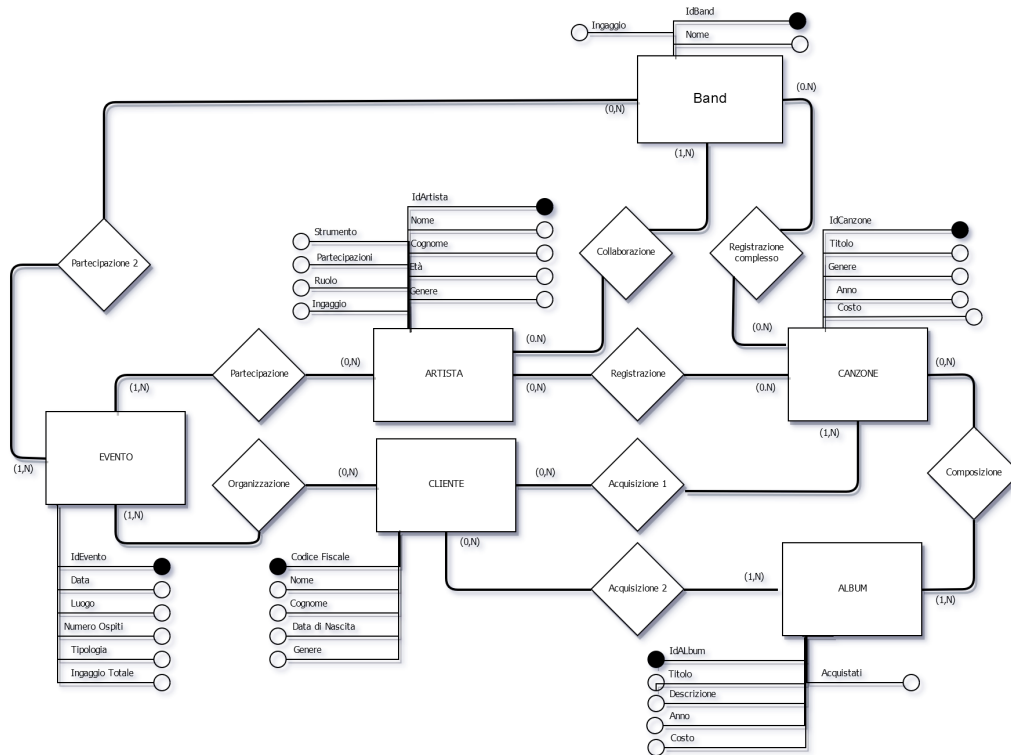 IdBand
Ingaggio
Nome
Band
(0,N)
(0.N)
(1,N)
IdArtista
Nome
Strumento
Cognome
Partecipazioni
Età
Ruolo
Genere
Ingaggio
Collaborazione
Registrazione
complesso
IdCanzone
Titolo
Genere
Anno
Costo
Partecipazione 2
(0.N)
(0.N)
Partecipazione
(0,N)
ARTISTA
(0,N)
Registrazione
(0.N)
CANZONE
(0,N)
(1,N)
(1,N)
EVENTO
(1,N)
(1,N)
Organizzazione
(0,N)
CLIENTE
(0,N)
Acquisizione 1
(1,N)
Composizione
(0,N)
IdEvento
Data
Luogo
Numero Ospiti
Tipologia
Ingaggio Totale
Codice Fiscale
Nome
Cognome
Data di Nascita
Genere
Acquisizione 2
(1,N)
ALBUM
(1,N)
IdALbum
Titolo
Descrizione
Anno
Costo
Acquistati